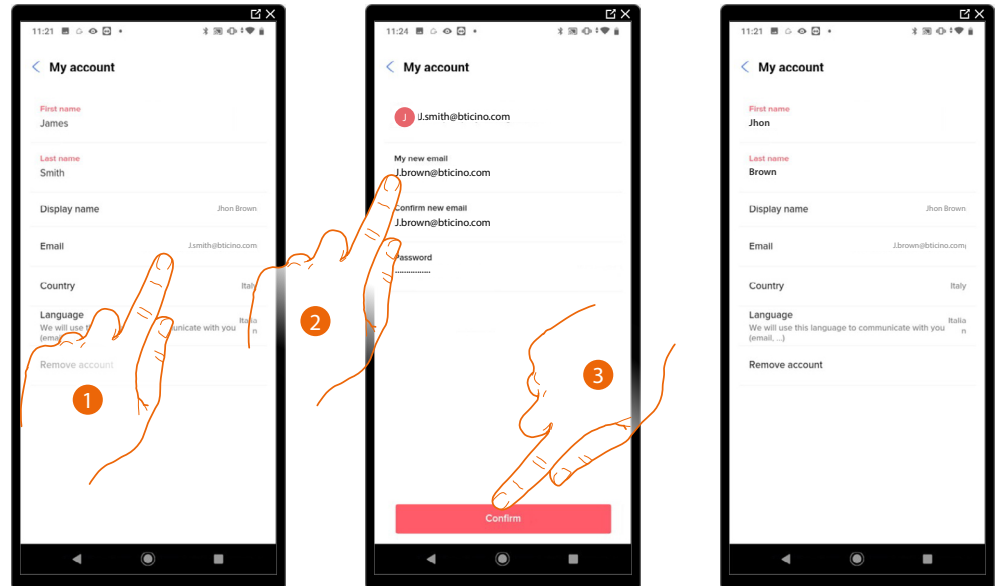 11:21
My account
First name
James
Last name
Smith
Display name Jhon Brown
Email J.smith@bticino.com
Country Italy
Language Italia
We will use unicate with you n
Remove account
1
11:24
My account
J J.smith@bticino.com
My new email
J.brown@bticino.com
Confirm new email
J.brown@bticino.com
Password
................
2
3
Confirm
11:21
My account
First name
Jhon
Last name
Brown
Display name Jhon Brown
Email J.brown@bticino.com
Country Italy
Language Italia
We will use this language to communicate with you n
(email, ...)
Remove account